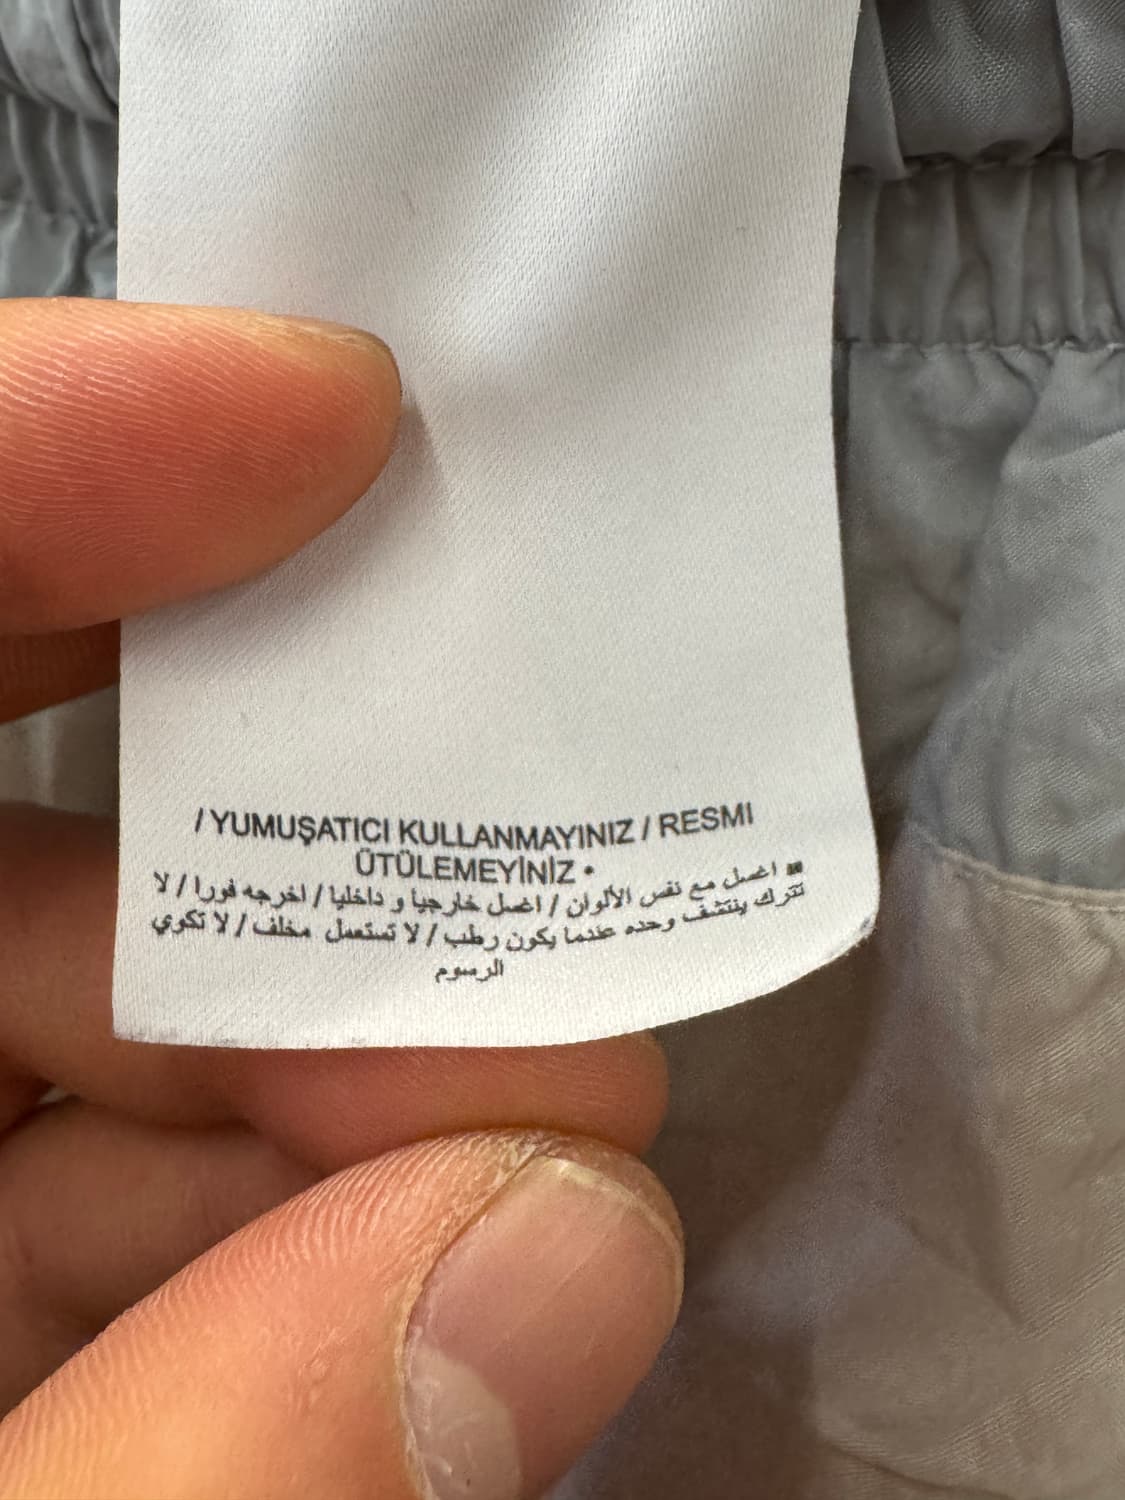 / YUMUŞATICI KULLANMAYINIZ / RESMI
ÜTÜLEMEYİNİZ •
اغسل مع نفس الألوان / اغسل خارجيا و داخليا / اخرجه فورا / لا
تترك ينتشف وحده عندما يكون رطب / لا تستعمل مخلف / لا تكوي
الرسوم